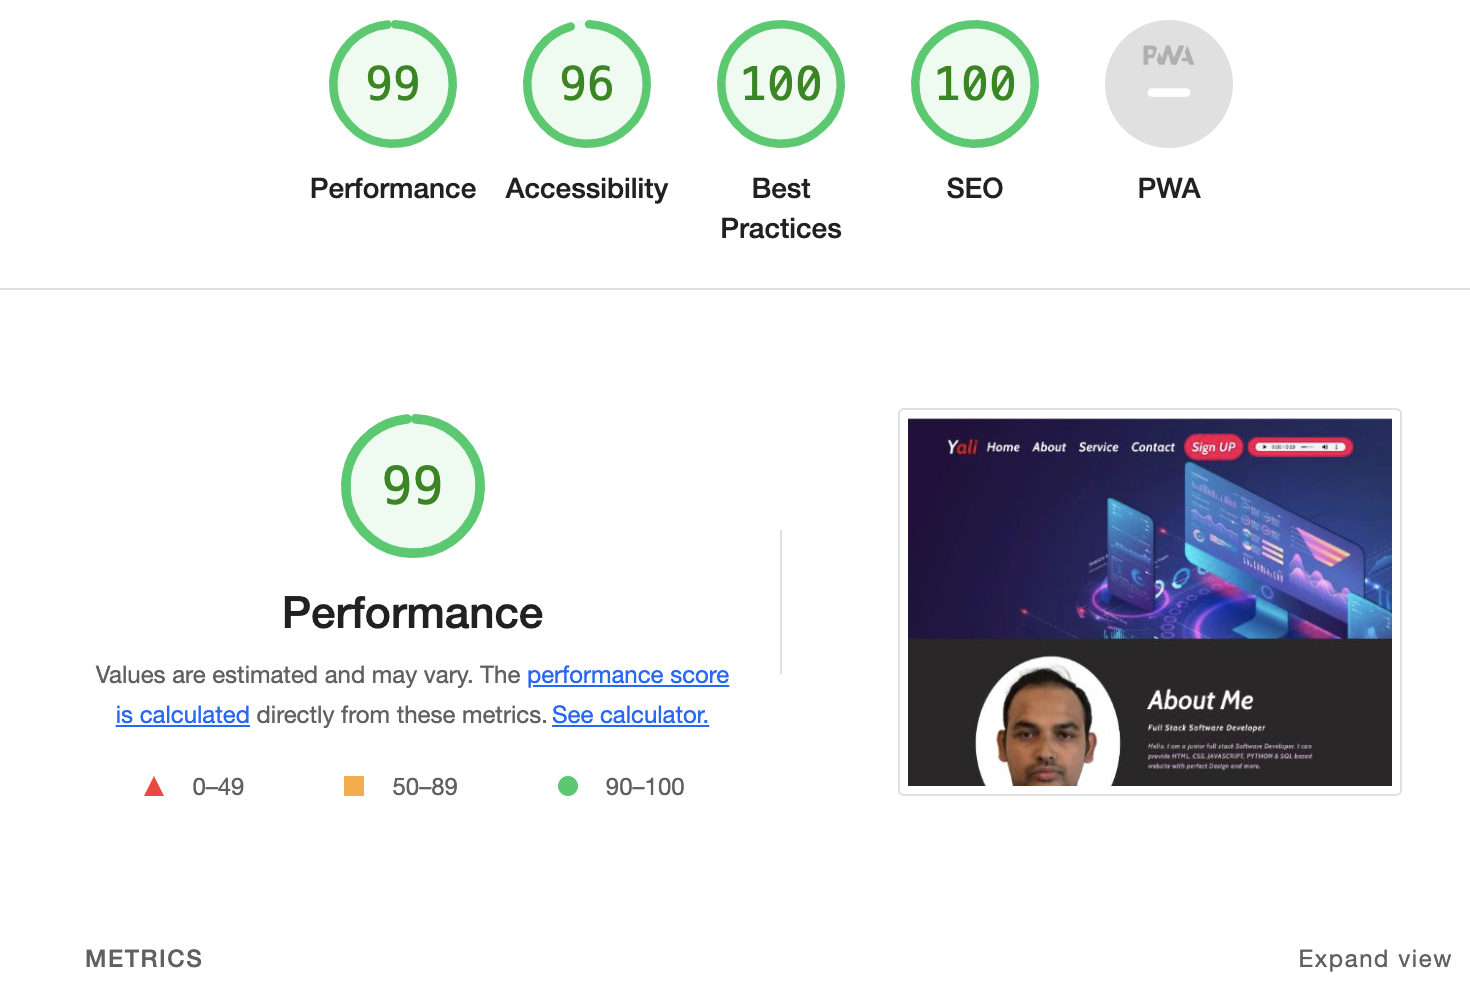 99
96
100
100
PWA
Performance
Accessibility
Best
Practices
SEO
PWA
99
Performance
Values are estimated and may vary. The performance score
is calculated directly from these metrics. See calculator.
0–49
50–89
90–100
Yali Home About Service Contact Sign UP
About Me
Full Stack Software Developer
Hello, I am a junior full stack Software Developer. I can
provide HTML, CSS, JAVASCRIPT, PYTHON & SQL based
website with perfect Design and more.
METRICS
Expand view